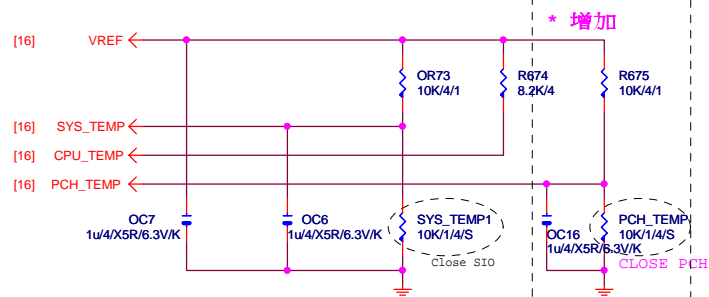 * 增加
[16] VREF
OR73
10K/4/1
R674
8.2K/4
R675
10K/4/1
[16] SYS_TEMP
[16] CPU_TEMP
[16] PCH_TEMP
OC7
1u/4/X5R/6.3V/K
OC6
1u/4/X5R/6.3V/K
SYS_TEMP1
10K/1/4/S
Close SIO
OC16
1u/4/X5R/6.3V/K
PCH_TEMP
10K/1/4/S
CLOSE PCH